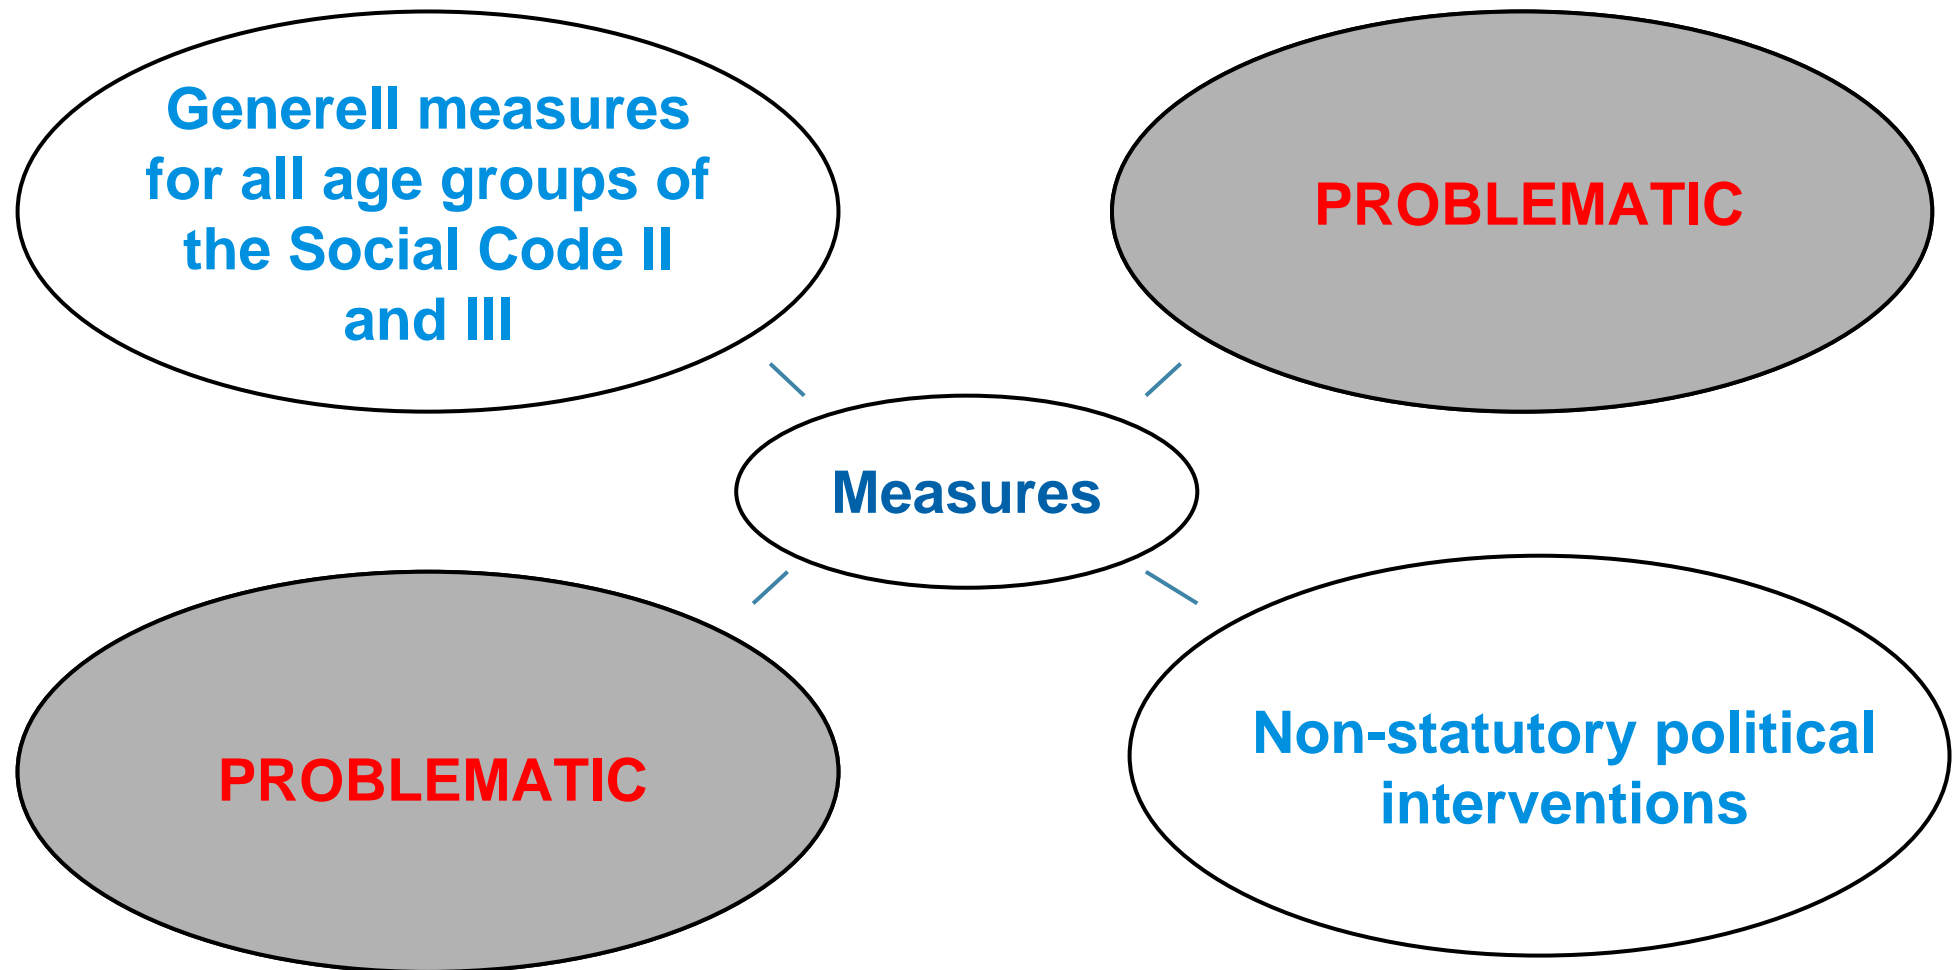 Generell measures
for all age groups of
the Social Code II
and III
PROBLEMATIC
Measures
PROBLEMATIC
Non-statutory political
interventions